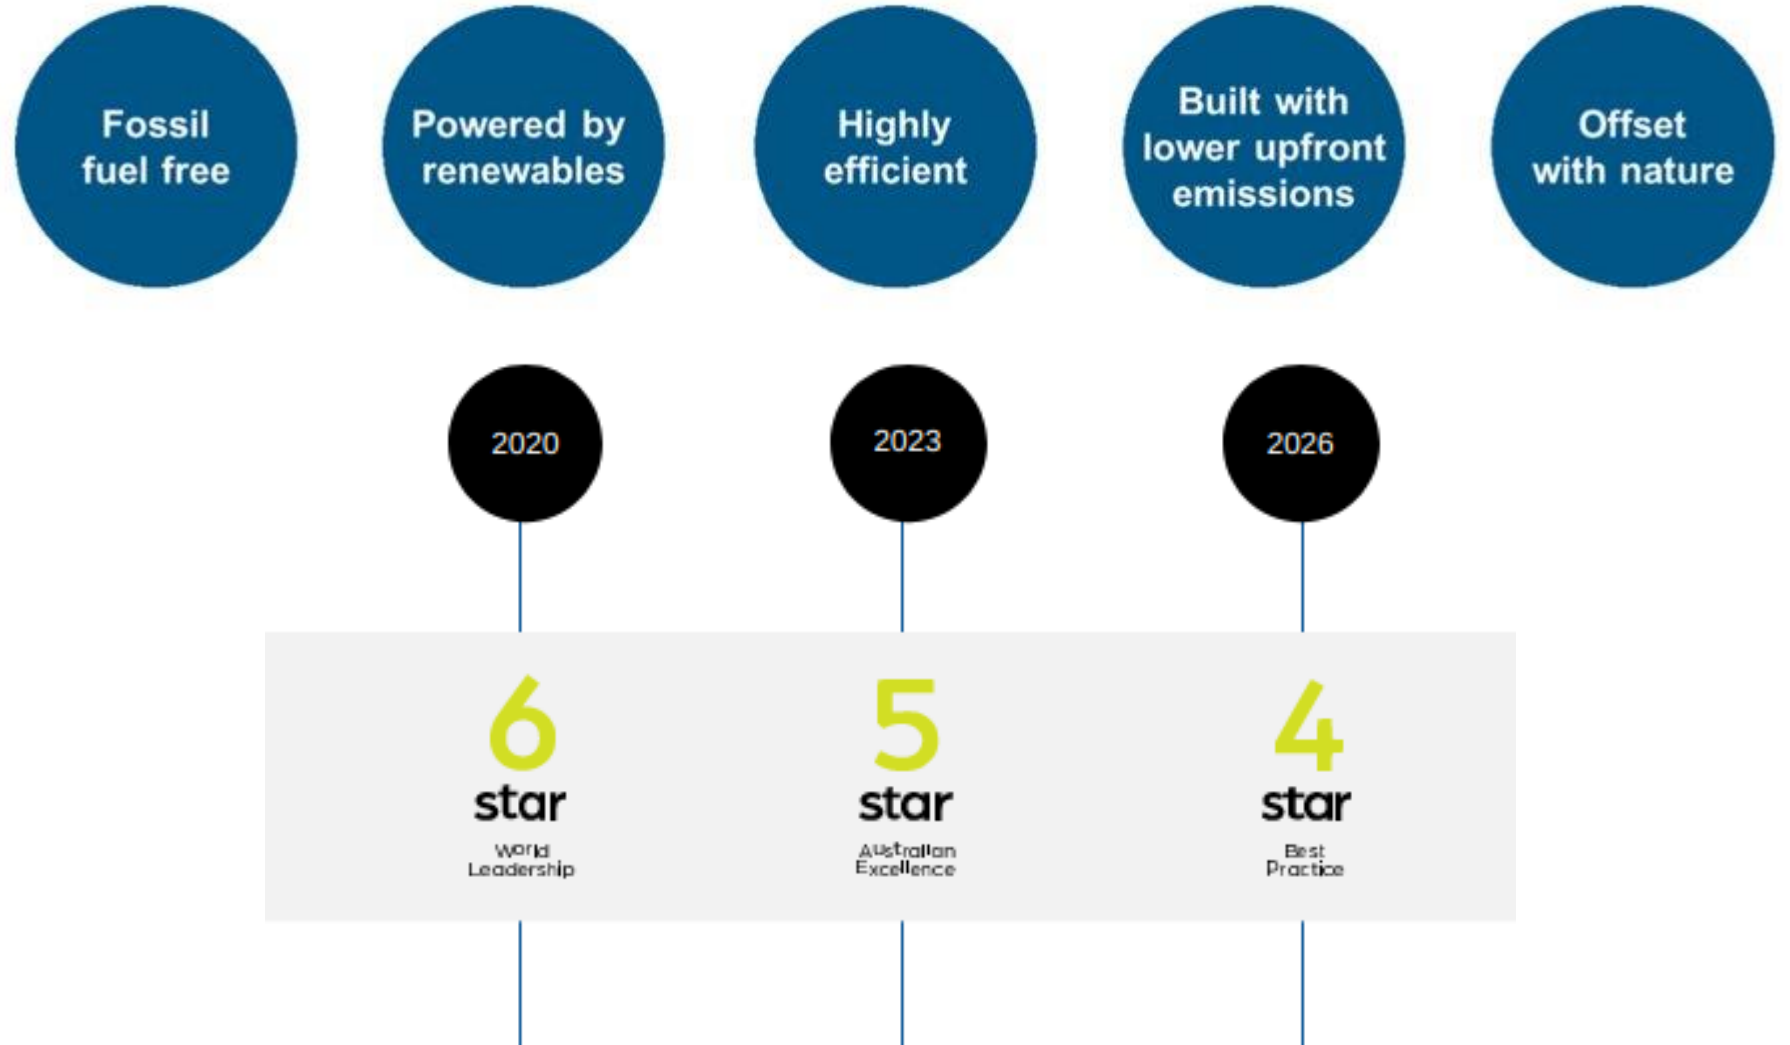 Fossil
fuel free
Powered by
renewables
Highly
efficient
Built with
lower upfront
emissions
Offset
with nature
2020
2023
2026
6
star
World
Leadership
5
star
Australian
Excellence
4
star
Best
Practice